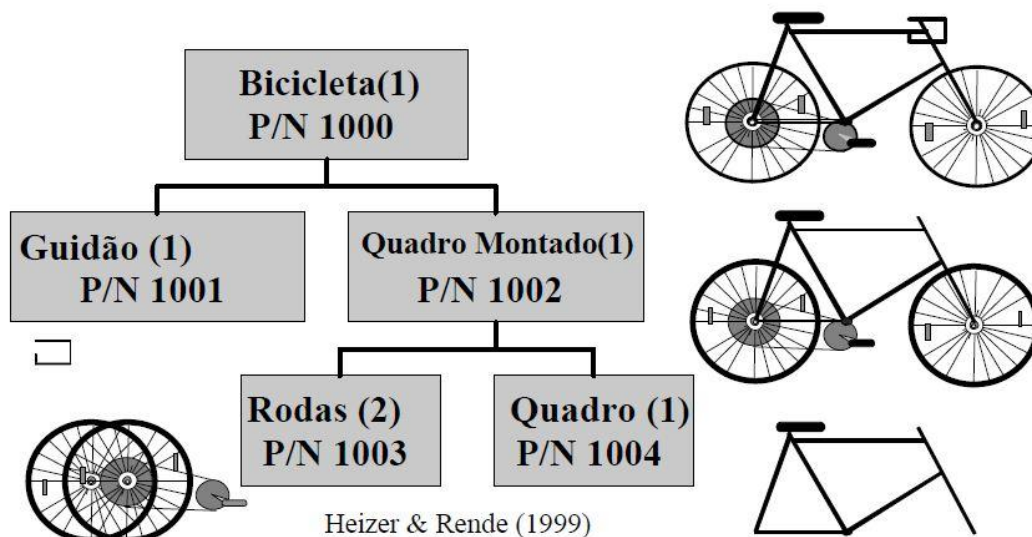 Bicicleta(1)
P/N 1000
Guidão (1)
P/N 1001
Quadro Montado(1)
P/N 1002
Rodas (2)
P/N 1003
Quadro (1)
P/N 1004
Heizer & Rende (1999)